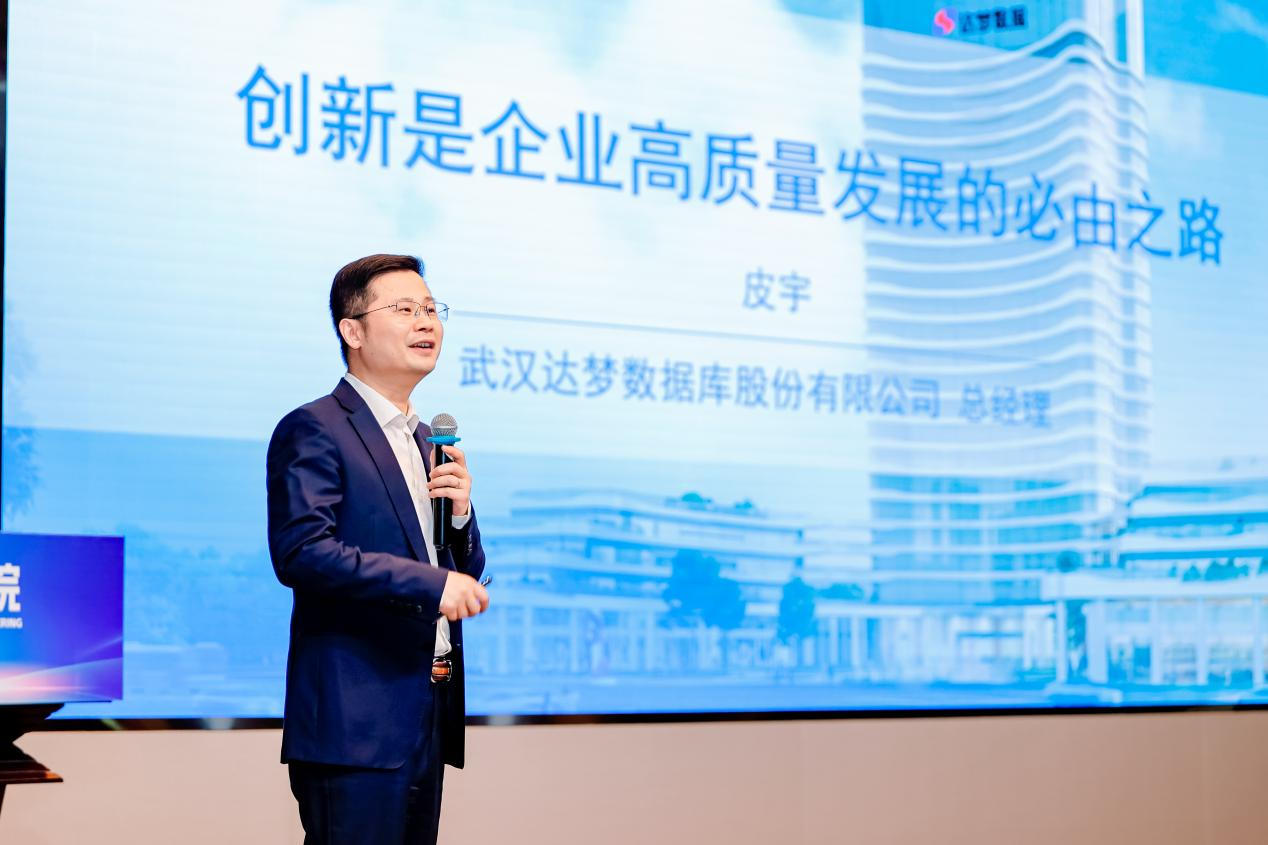 达梦数据
创新是企业高质量发展的必由之路
皮宇
武汉达梦数据库股份有限公司 总经理
院
ERING